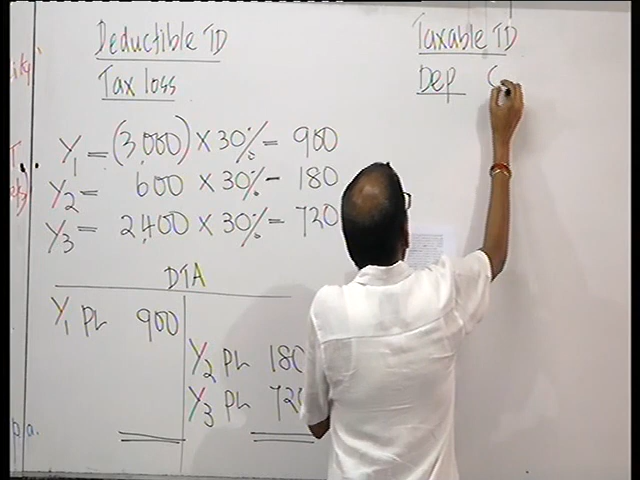 Deductible TD
Tax loss
Y1 = (3,000) × 30% = 900
Y2 = 600 × 30% - 180
Y3 = 2,400 × 30% - 720
DTA
Y1 PL 900
Y2 PL 180
Y3 PL 720
Taxable TD
Dep C
p.a.